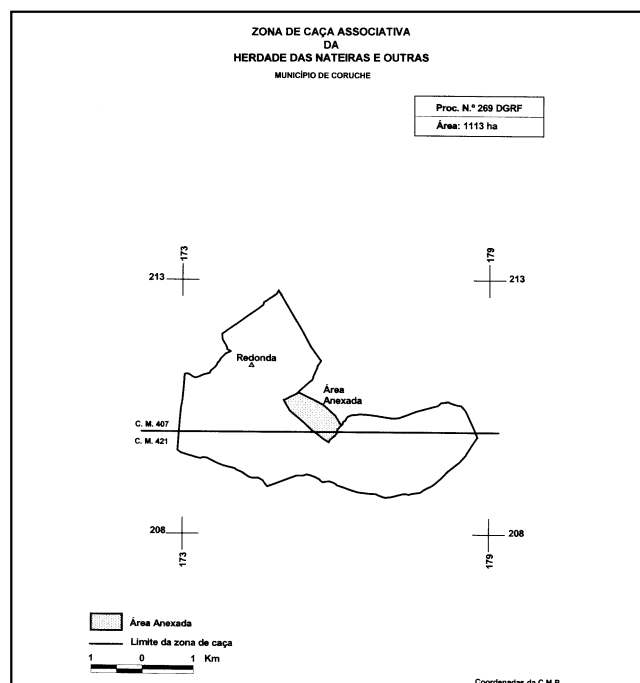 ZONA DE CAÇA ASSOCIATIVA
DA
HERDADE DAS NATEIRAS E OUTRAS
MUNICÍPIO DE CORUCHE
Proc. N.º 269 DGRF
Área: 1113 ha
173
179
213
213
Redonda
Área
Anexada
C. M. 407
C. M. 421
208
208
173
179
Área Anexada
Limite da zona de caça
1 0 1 Km
Coordenadas da C.M.P.